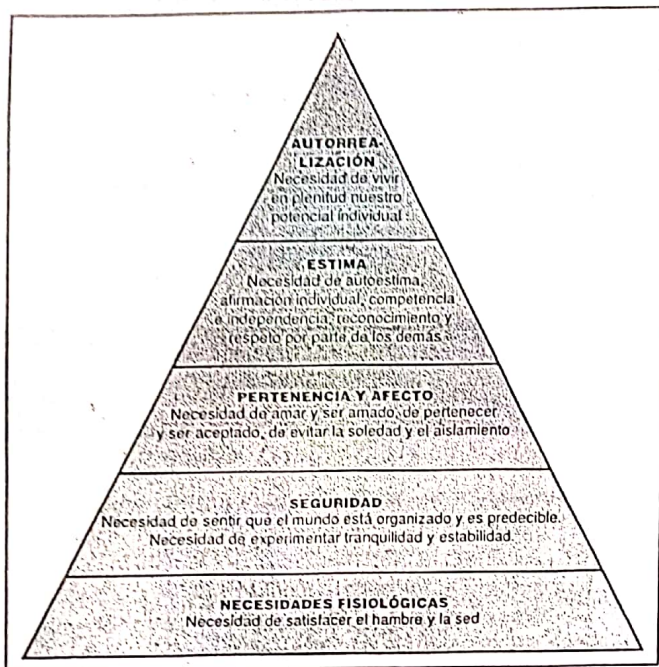 AUTORREA-
LIZACIÓN
Necesidad de vivir
en plenitud nuestro
potencial individual.
ESTIMA
Necesidad de autoestima,
afirmación individual, competencia
e independencia, reconocimiento y
respeto por parte de los demás.
PERTENENCIA Y AFECTO
Necesidad de amar y ser amado, de pertenecer
y ser aceptado, de evitar la soledad y el aislamiento.
SEGURIDAD
Necesidad de sentir que el mundo está organizado y es predecible.
Necesidad de experimentar tranquilidad y estabilidad.
NECESIDADES FISIOLÓGICAS
Necesidad de satisfacer el hambre y la sed